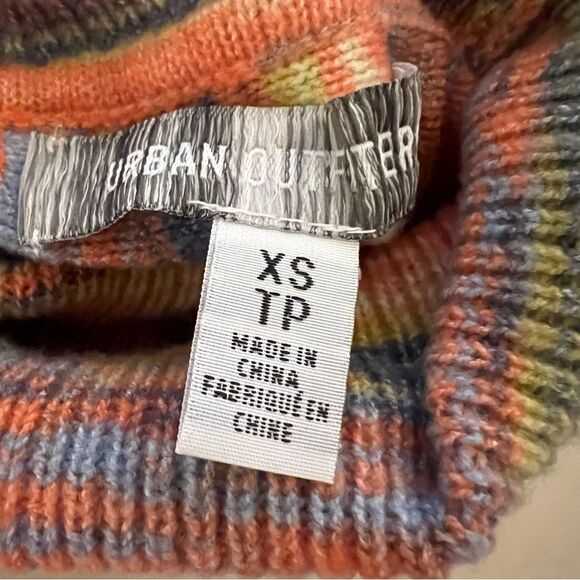 URBAN OUTFITTER
XS
TP
MADE IN
CHINA
FABRIQUÉ EN
CHINE